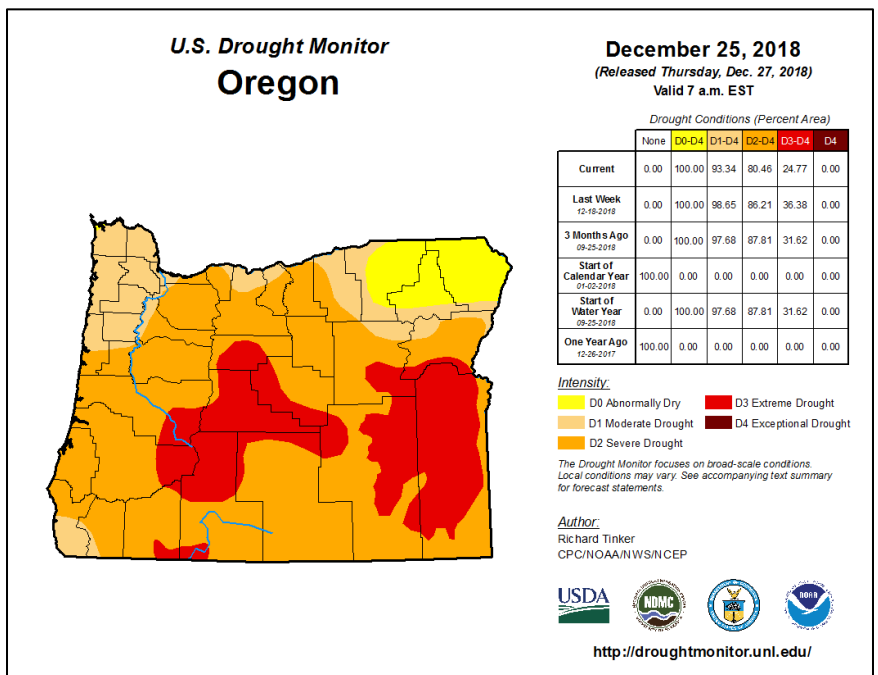 U.S. Drought Monitor
Oregon
December 25, 2018
(Released Thursday, Dec. 27, 2018)
Valid 7 a.m. EST
Drought Conditions (Percent Area)
None D0-D4 D1-D4 D2-D4 D3-D4 D4
Current 0.00 100.00 93.34 80.46 24.77 0.00
Last Week
12-18-2018
0.00 100.00 98.65 86.21 36.38 0.00
3 Months Ago
09-25-2018
0.00 100.00 97.68 87.81 31.62 0.00
Start of
Calendar Year
01-02-2018
100.00 0.00 0.00 0.00 0.00 0.00
Start of
Water Year
09-25-2018
0.00 100.00 97.68 87.81 31.62 0.00
One Year Ago
12-26-2017
100.00 0.00 0.00 0.00 0.00 0.00
Intensity:
D0 Abnormally Dry
D1 Moderate Drought
D2 Severe Drought
D3 Extreme Drought
D4 Exceptional Drought
The Drought Monitor focuses on broad-scale conditions.
Local conditions may vary. See accompanying text summary
for forecast statements.
Author:
Richard Tinker
CPC/NOAA/NWS/NCEP
USDA
NDMC
NOAA
http://droughtmonitor.unl.edu/